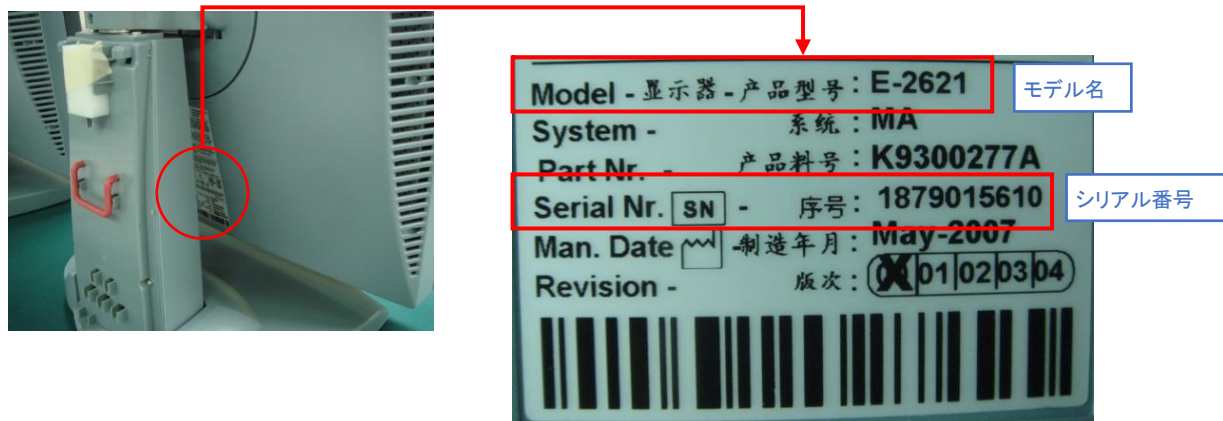 Model - 显示器 - 产品型号: E-2621
モデル名
System - 系统: MA
Part Nr. - 产品料号: K9300277A
Serial Nr. SN - 序号: 1879015610
シリアル番号
Man. Date -制造年月: May-2007
Revision - 版次: 01 02 03 04